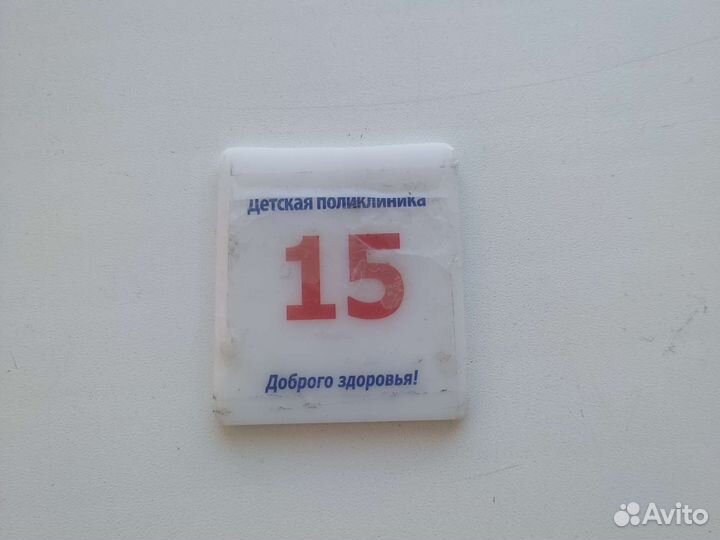 Детская поликлиника
15
Доброго здоровья!
Avito